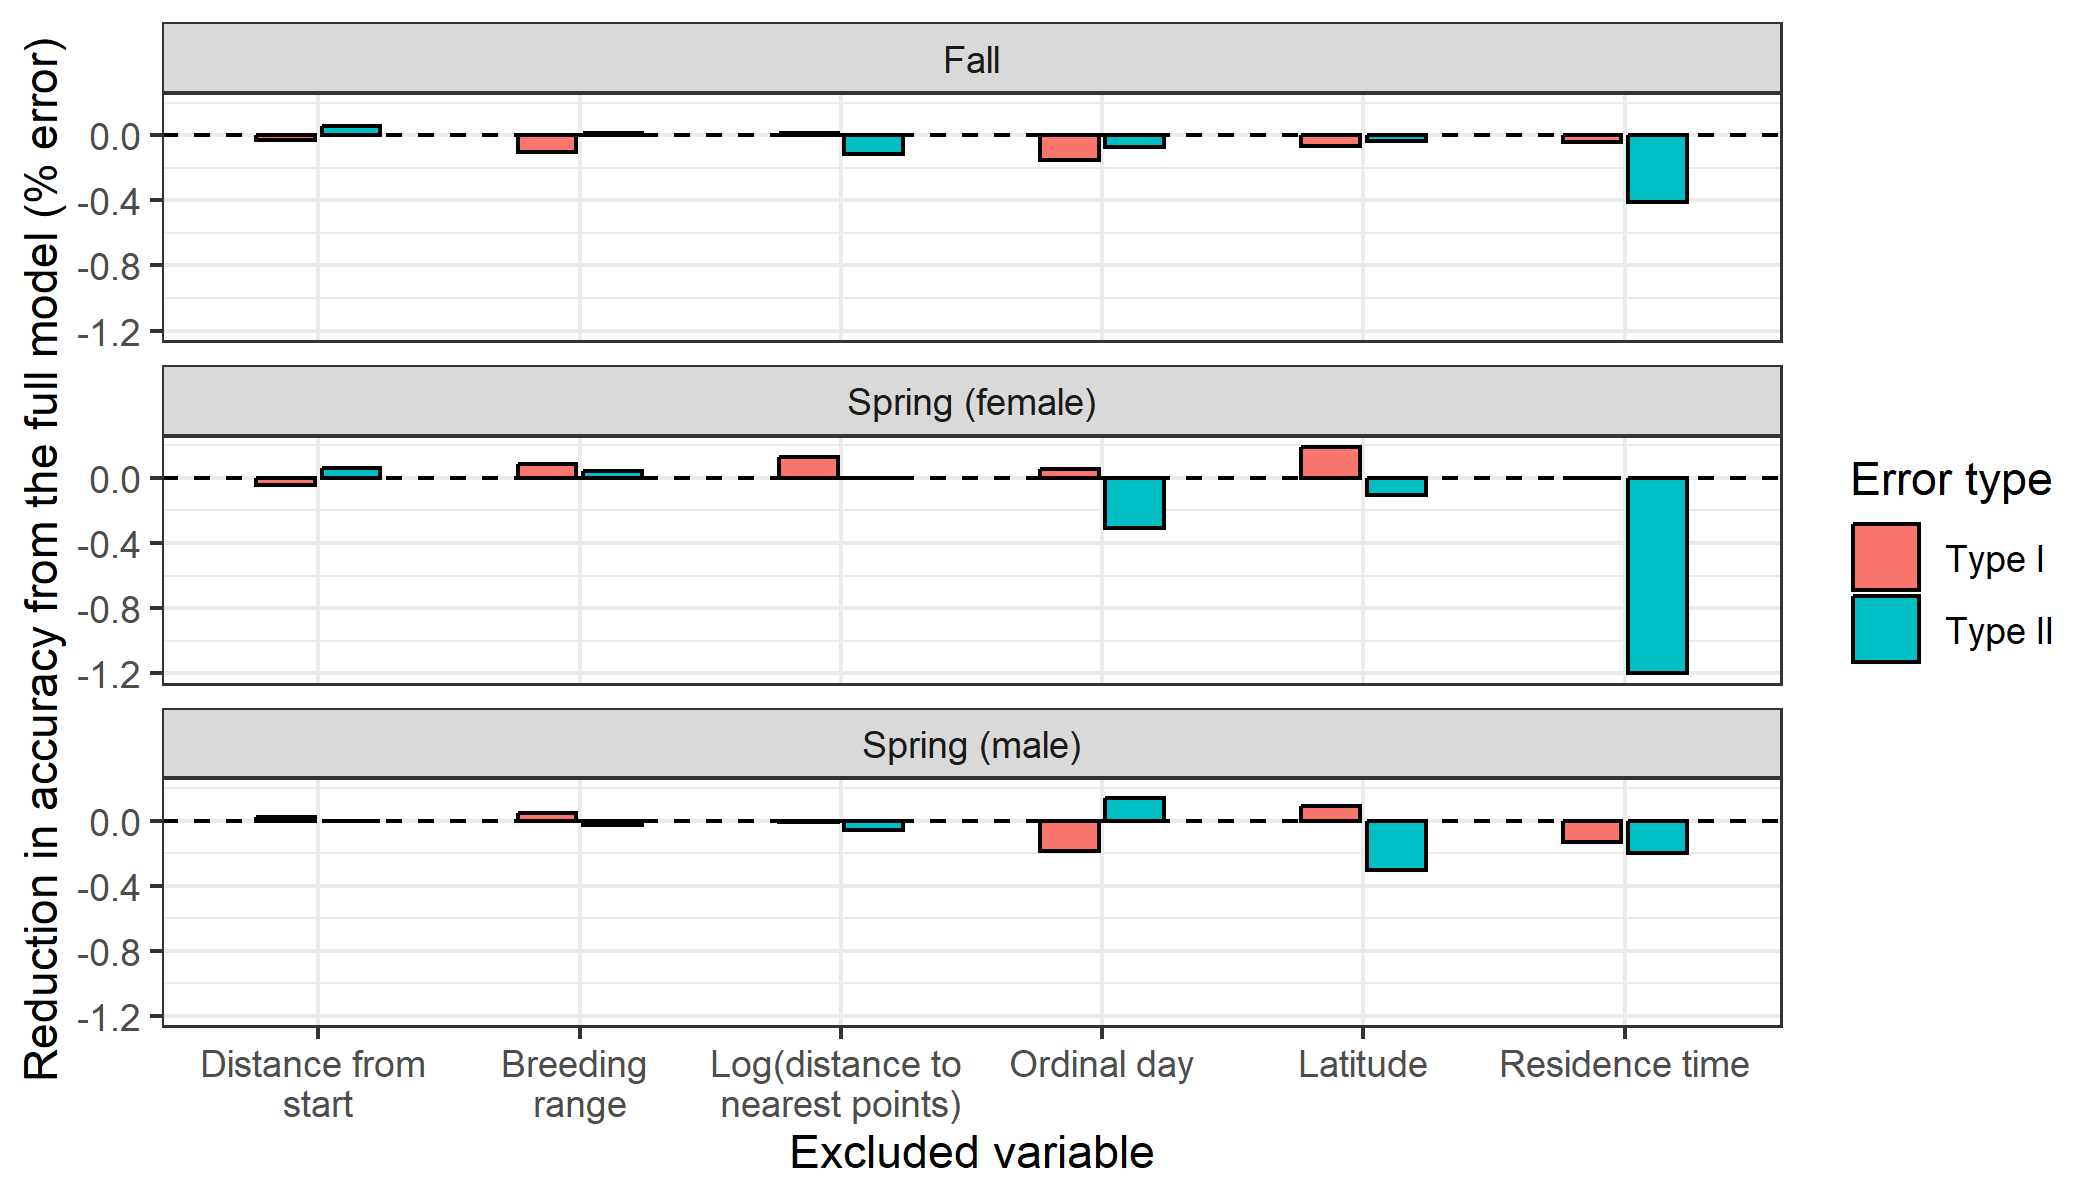 Reduction in accuracy from the full model (% error)
Fall
0.0
-0.4
-0.8
-1.2
Spring (female)
0.0
-0.4
-0.8
-1.2
Spring (male)
0.0
-0.4
-0.8
-1.2
Distance from
start
Breeding
range
Log(distance to
nearest points)
Ordinal day
Latitude
Residence time
Excluded variable
Error type
Type I
Type II